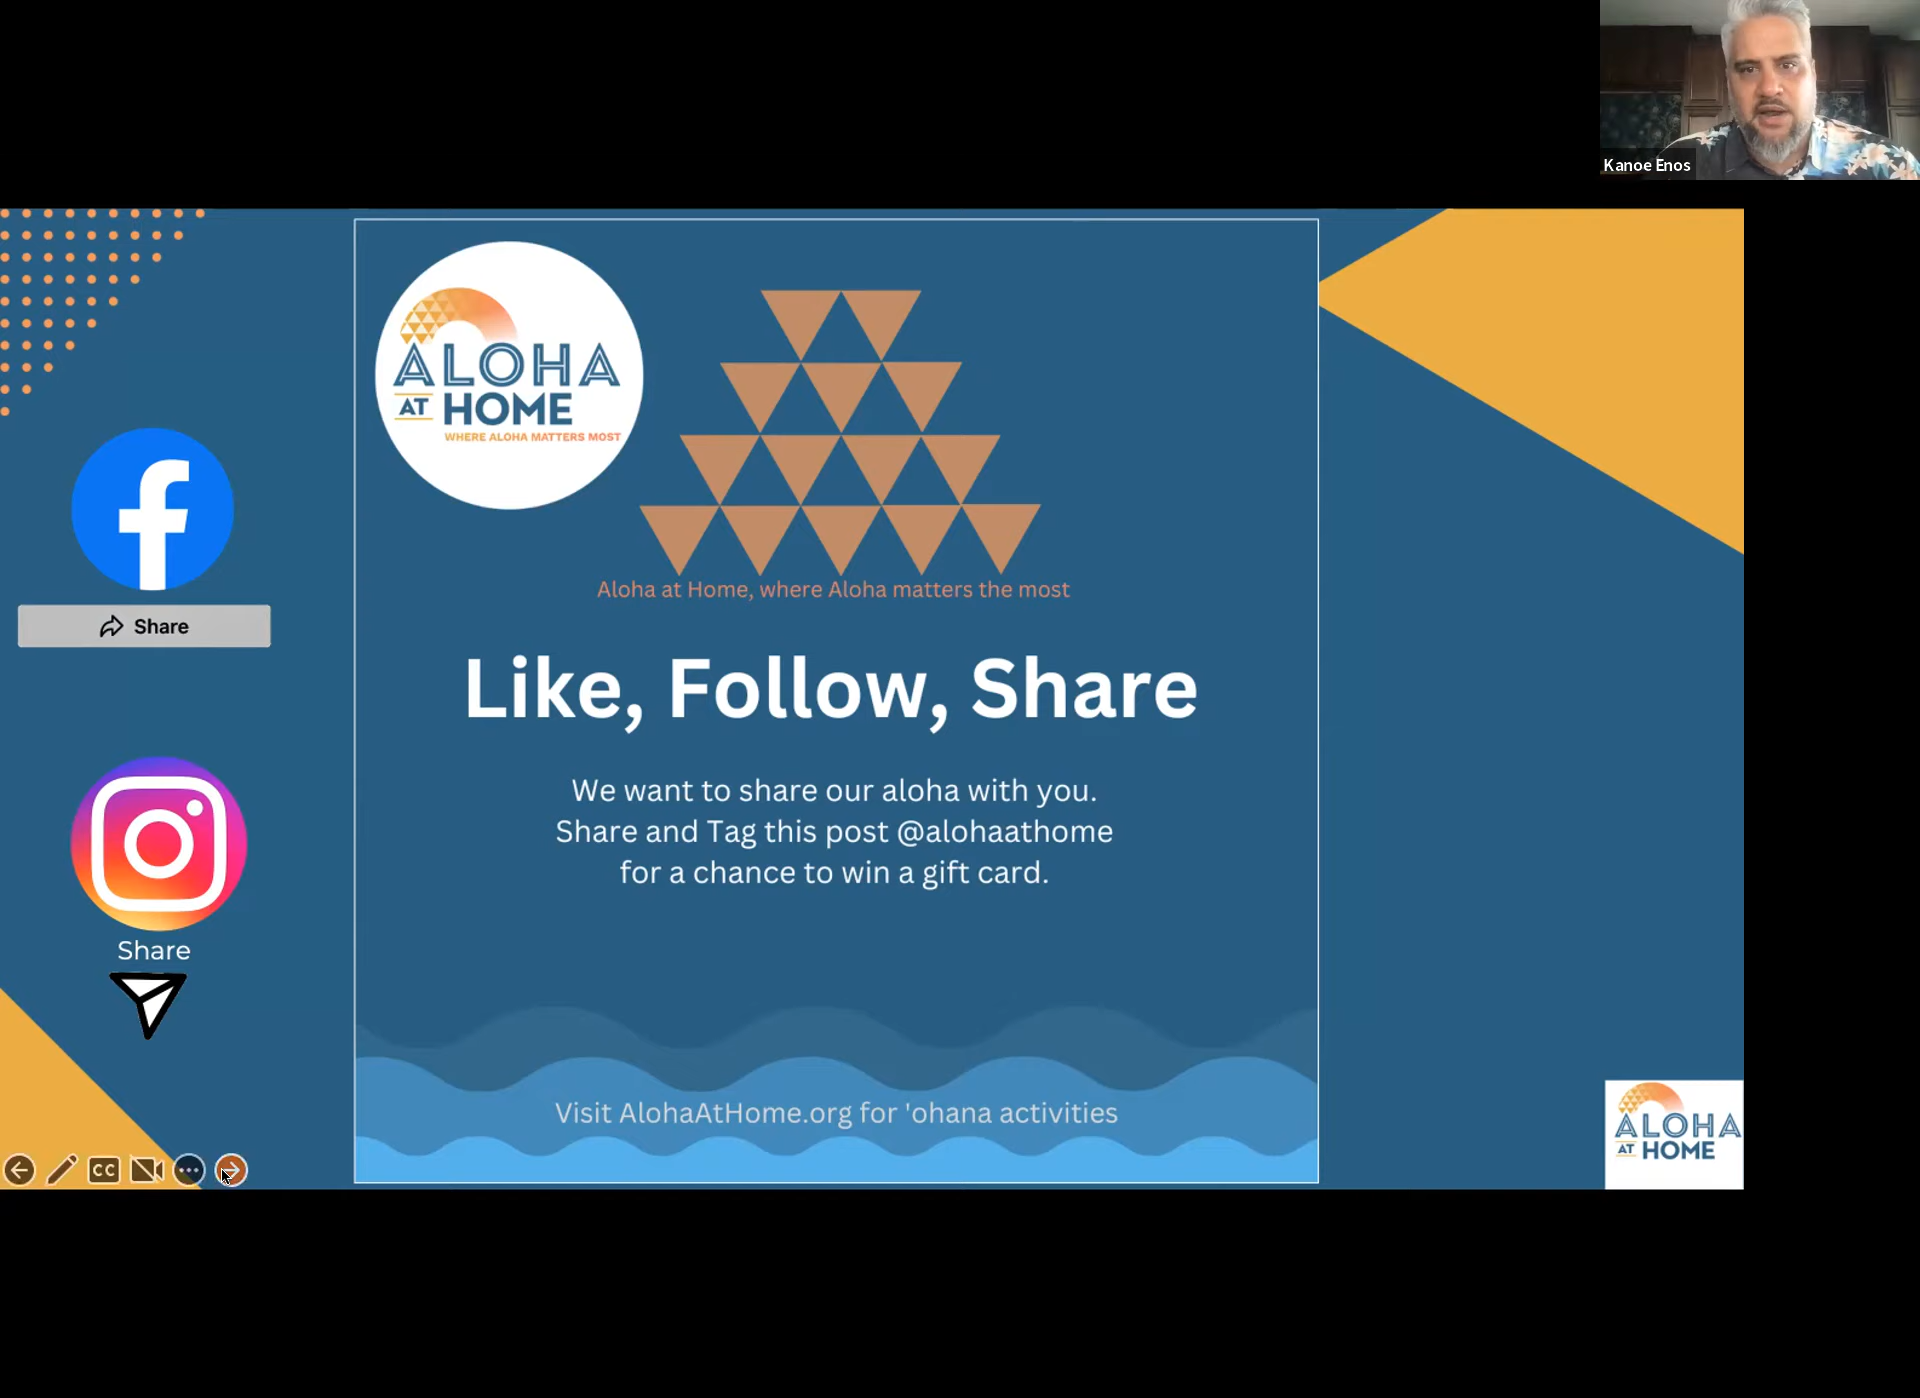 Kanoe Enos
ALOHA
AT HOME
WHERE ALOHA MATTERS MOST
Aloha at Home, where Aloha matters the most
Share
Like, Follow, Share
We want to share our aloha with you.
Share and Tag this post @alohaathome
for a chance to win a gift card.
Share
Visit AlohaAtHome.org for 'ohana activities
ALOHA
AT HOME
CC